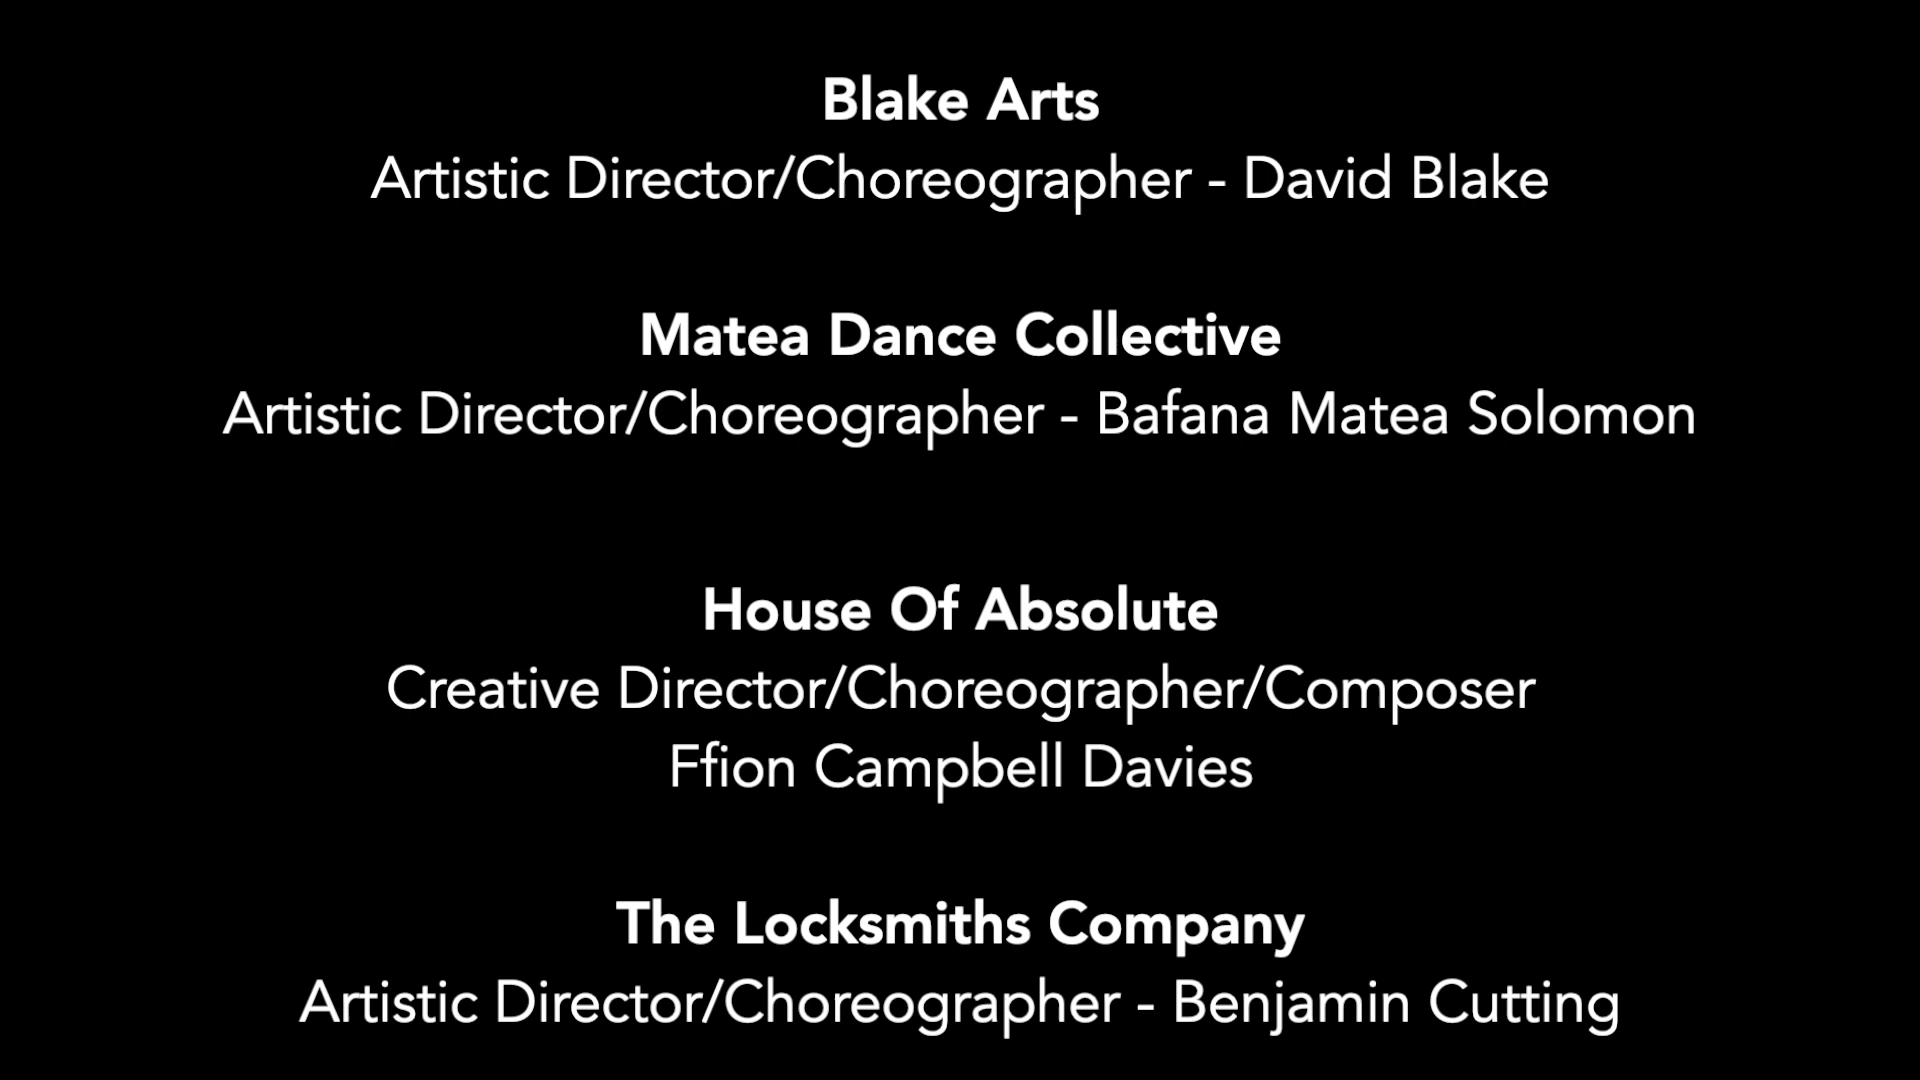 Blake Arts
Artistic Director/Choreographer - David Blake
Matea Dance Collective
Artistic Director/Choreographer - Bafana Matea Solomon
House Of Absolute
Creative Director/Choreographer/Composer
Ffion Campbell Davies
The Locksmiths Company
Artistic Director/Choreographer - Benjamin Cutting